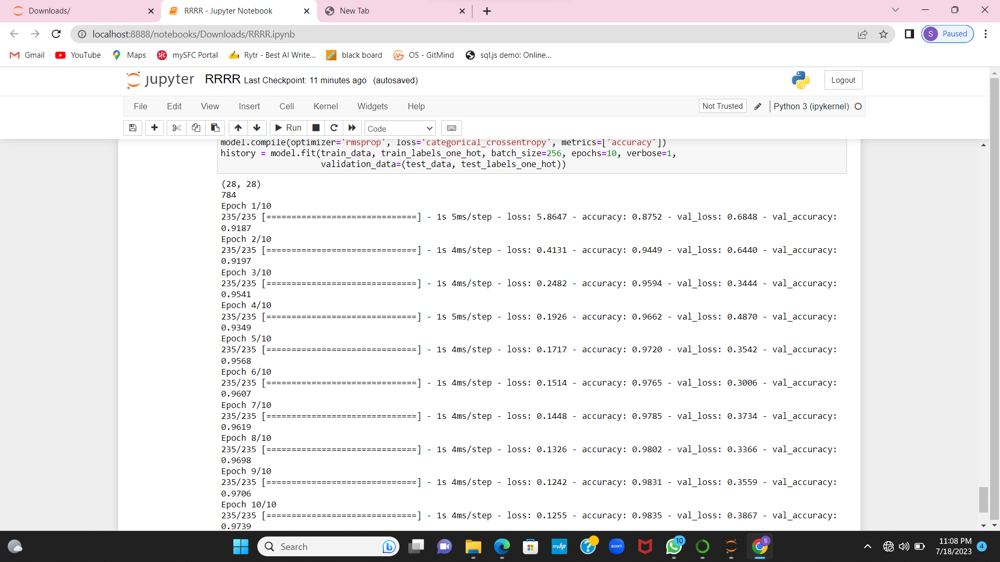 Downloads/
RRRR - Jupyter Notebook
New Tab
localhost:8888/notebooks/Downloads/RRRR.ipynb
S Paused
Gmail
YouTube
Maps
SFC mySFC Portal
Rytr - Best AI Write...
black board
OS - GitMind
sql.js demo: Online...
jupyter RRRR Last Checkpoint: 11 minutes ago (autosaved)
Logout
File Edit View Insert Cell Kernel Widgets Help
Not Trusted
Python 3 (ipykernel)
Run
Code
model.compile(optimizer='rmsprop', loss='categorical_crossentropy', metrics=['accuracy'])
history = model.fit(train_data, train_labels_one_hot, batch_size=256, epochs=10, verbose=1,
validation_data=(test_data, test_labels_one_hot))
(28, 28)
784
Epoch 1/10
235/235 [==============================] - 1s 5ms/step - loss: 5.8647 - accuracy: 0.8752 - val_loss: 0.6848 - val_accuracy:
0.9187
Epoch 2/10
235/235 [==============================] - 1s 4ms/step - loss: 0.4131 - accuracy: 0.9449 - val_loss: 0.6440 - val_accuracy:
0.9197
Epoch 3/10
235/235 [==============================] - 1s 4ms/step - loss: 0.2482 - accuracy: 0.9594 - val_loss: 0.3444 - val_accuracy:
0.9541
Epoch 4/10
235/235 [==============================] - 1s 5ms/step - loss: 0.1926 - accuracy: 0.9662 - val_loss: 0.4870 - val_accuracy:
0.9349
Epoch 5/10
235/235 [==============================] - 1s 4ms/step - loss: 0.1717 - accuracy: 0.9720 - val_loss: 0.3542 - val_accuracy:
0.9568
Epoch 6/10
235/235 [==============================] - 1s 4ms/step - loss: 0.1514 - accuracy: 0.9765 - val_loss: 0.3006 - val_accuracy:
0.9607
Epoch 7/10
235/235 [==============================] - 1s 4ms/step - loss: 0.1448 - accuracy: 0.9785 - val_loss: 0.3734 - val_accuracy:
0.9619
Epoch 8/10
235/235 [==============================] - 1s 4ms/step - loss: 0.1326 - accuracy: 0.9802 - val_loss: 0.3366 - val_accuracy:
0.9698
Epoch 9/10
235/235 [==============================] - 1s 4ms/step - loss: 0.1242 - accuracy: 0.9831 - val_loss: 0.3559 - val_accuracy:
0.9706
Epoch 10/10
235/235 [==============================] - 1s 4ms/step - loss: 0.1255 - accuracy: 0.9835 - val_loss: 0.3867 - val_accuracy:
0.9739
Search
myhp
zoom
10
S
11:08 PM
7/18/2023
4